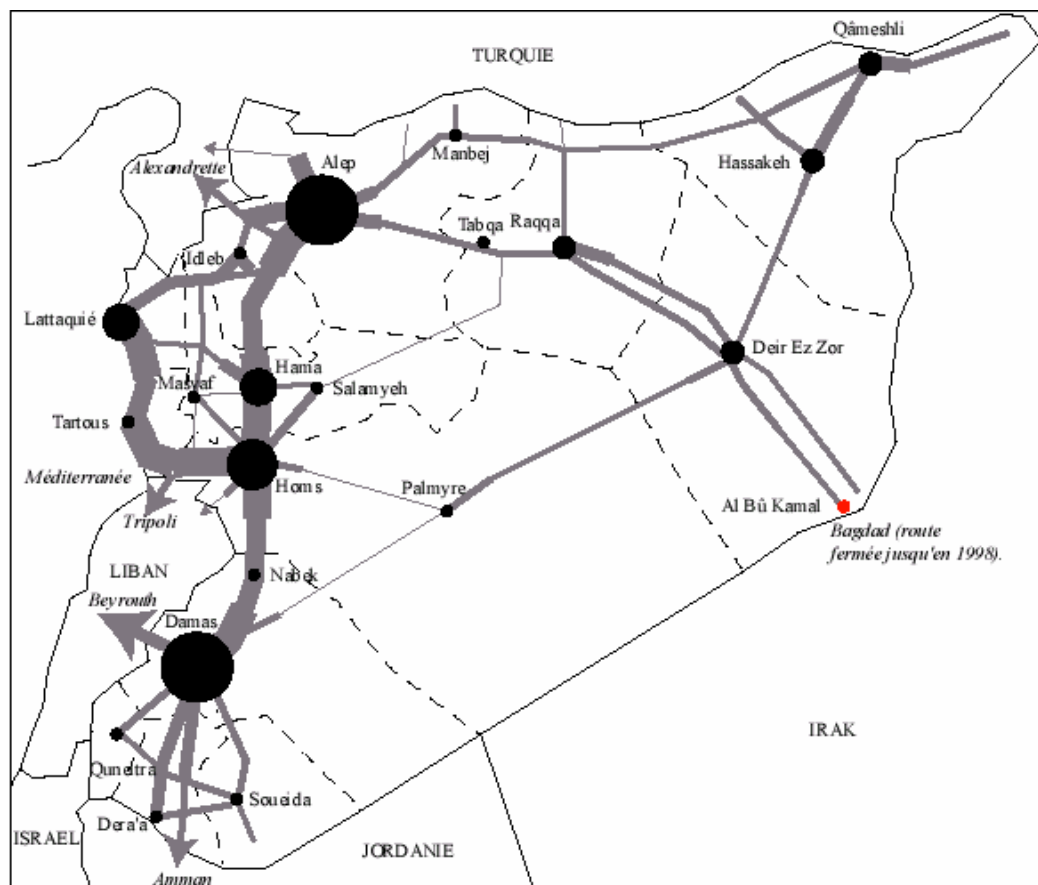 Qâmeshli
TURQUIE
Manbej
Alep
Hassakeh
Alexandrette
Tabqa
Raqqa
Idleb
Lattaquié
Deir Ez Zor
Hama
Masyaf
Salamyeh
Tartous
Méditerranée
Homs
Palmyre
Al Bû Kamal
Tripoli
Bagdad (route
fermée jusqu'en 1998).
LIBAN
Nabek
Beyrouth
Damas
IRAK
Quneitra
Soueida
Dera'a
ISRAEL
JORDANIE
Amman